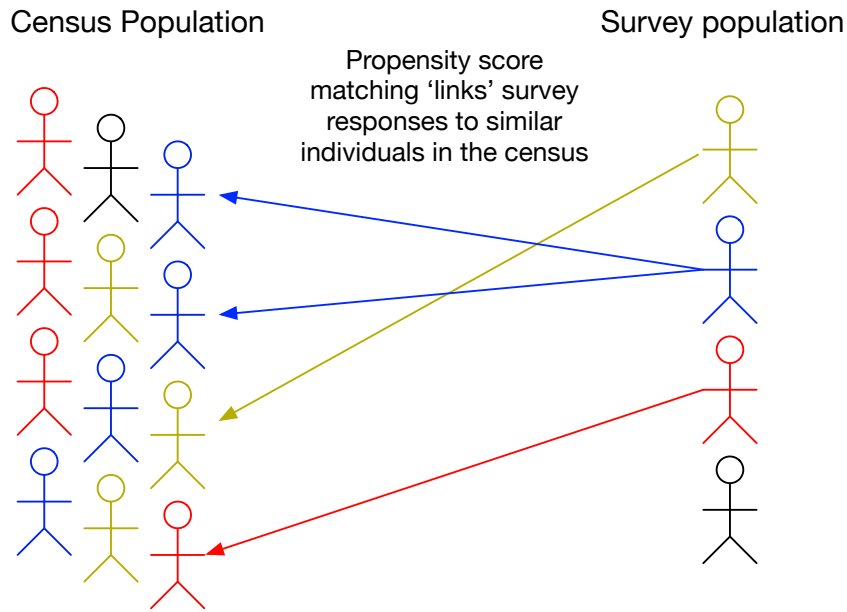 Census Population
Survey population
Propensity score
matching ‘links’ survey
responses to similar
individuals in the census